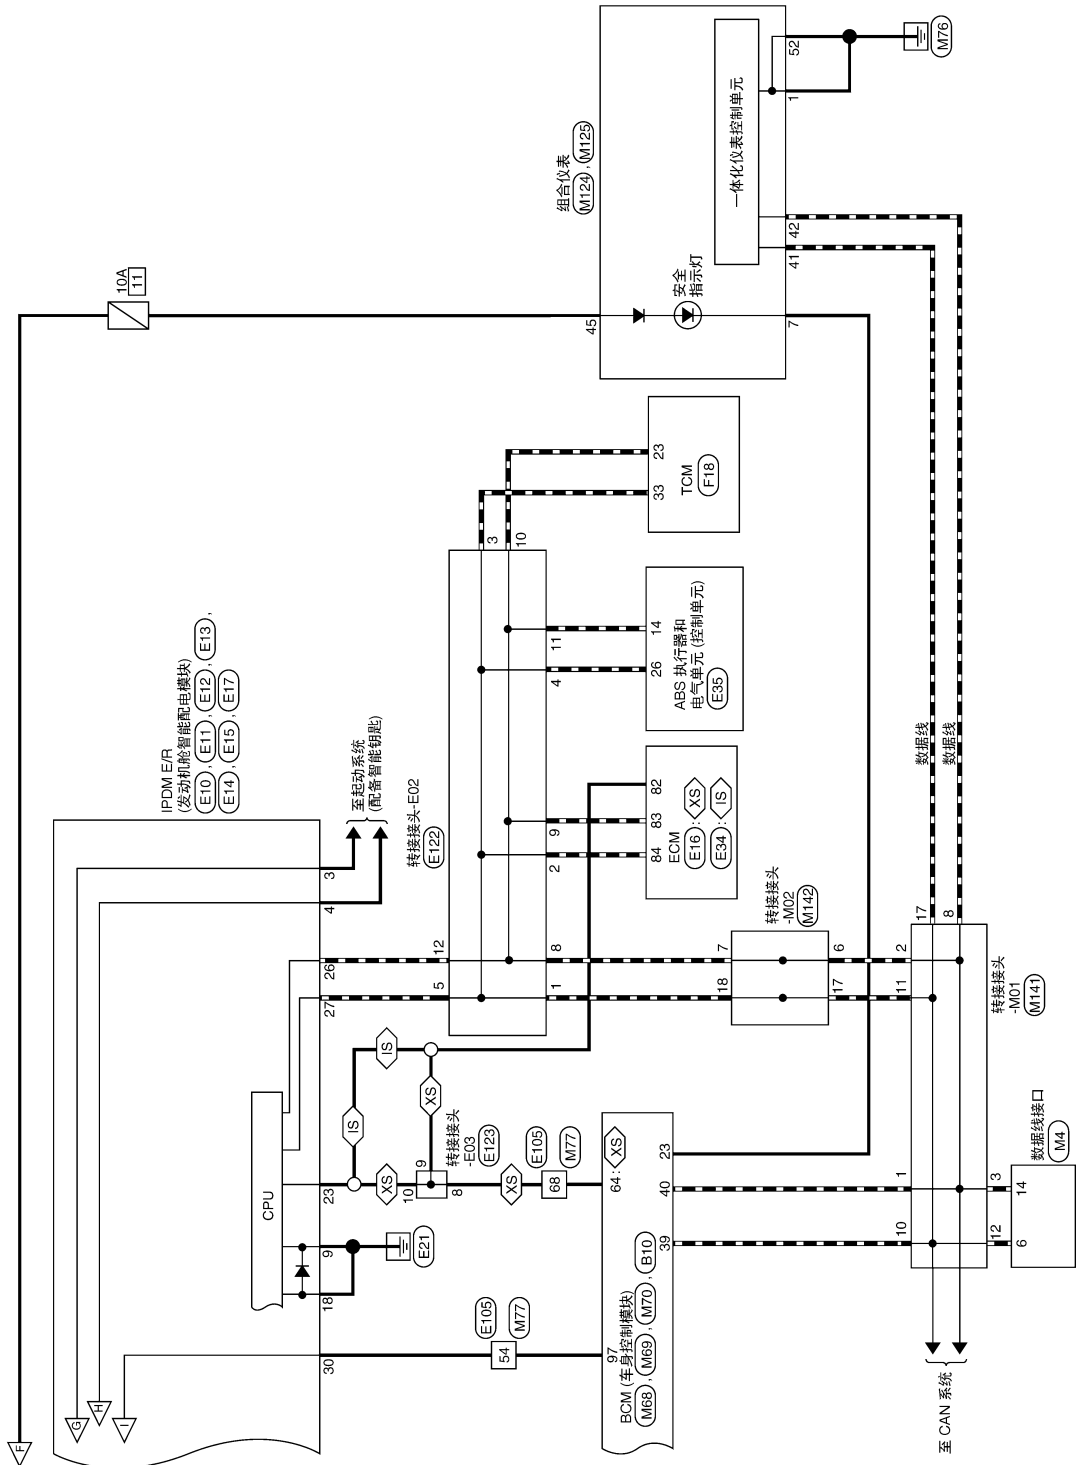 F
10A
11
IPDM E/R
(发动机舱智能配电模块)
E10 , E11 , E12 , E13 ,
E14 , E15 , E17
G
H
I
CPU
30
18
9
23
27
26
4
3
至起动系统
(配备智能钥匙)
E21
XS
IS
IS
XS
10
9
8
转接接头
-E03
E123
XS
E105
M77
68
E105
M77
54
转接接头-E02
E122
5
12
3
10
1
8
2
9
4
11
84
83
82
ECM
E16 : XS
E34 : IS
26
14
ABS 执行器和
电气单元 (控制单元)
E35
33
23
TCM
F18
组合仪表
M124 , M125
45
安全
指示灯
一体化仪表控制单元
7
41
42
1
52
M76
97
64 : XS
BCM (车身控制模块)
M68 , M69 , M70 , B10
39
40
23
18
7
转接接头
-M02
M142
17
6
10
1
11
2
17
8
数据线
数据线
转接接头
-M01
M141
12
3
6
14
数据线接口
M4
至 CAN 系统